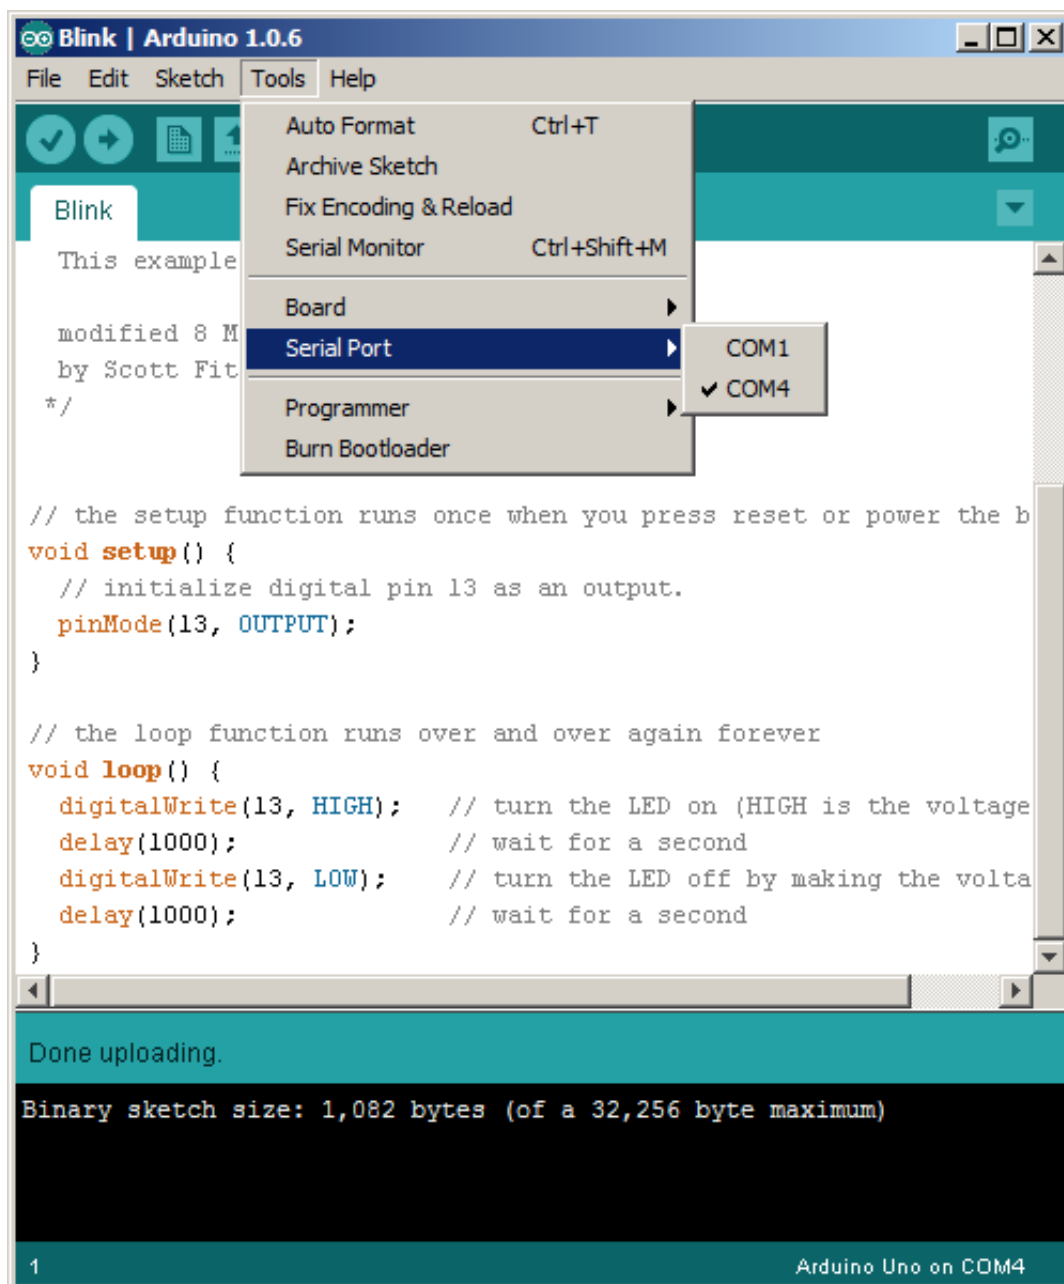 Blink | Arduino 1.0.6
File Edit Sketch Tools Help
Auto Format Ctrl+T
Archive Sketch
Fix Encoding & Reload
Serial Monitor Ctrl+Shift+M
Board
Serial Port
Programmer
Burn Bootloader
COM1
COM4
Blink
This example
modified 8 M
by Scott Fit
*/
// the setup function runs once when you press reset or power the b
void setup() {
// initialize digital pin 13 as an output.
pinMode(13, OUTPUT);
}
// the loop function runs over and over again forever
void loop() {
digitalWrite(13, HIGH); // turn the LED on (HIGH is the voltage
delay(1000); // wait for a second
digitalWrite(13, LOW); // turn the LED off by making the volta
delay(1000); // wait for a second
}
Done uploading.
Binary sketch size: 1,082 bytes (of a 32,256 byte maximum)
1 Arduino Uno on COM4